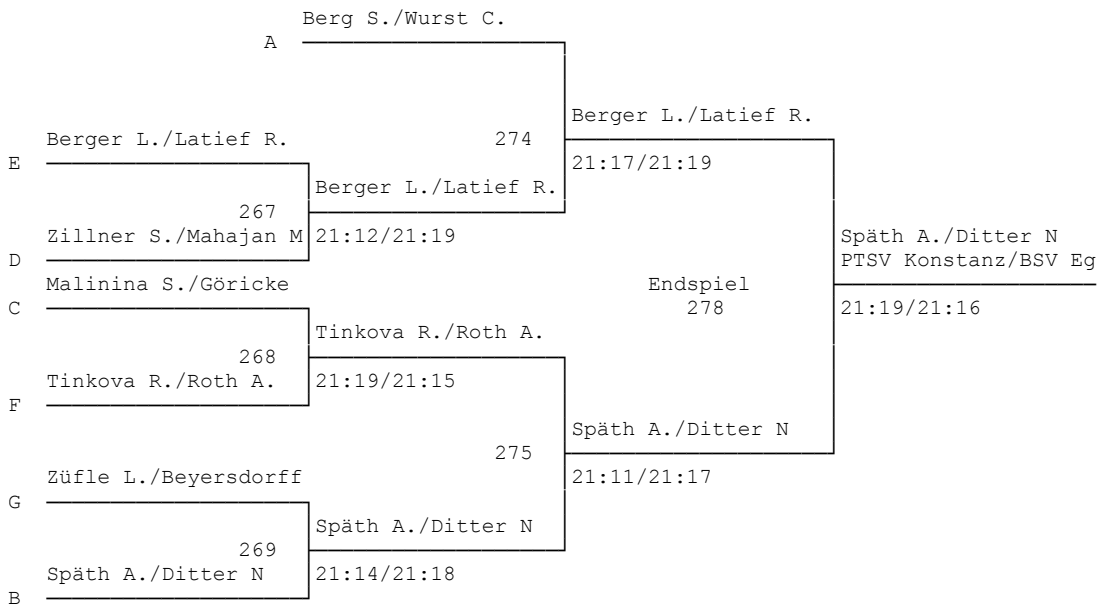 Berg S./Wurst C.
A
Berger L./Latief R.
Berger L./Latief R.
274
E
21:17/21:19
Berger L./Latief R.
267
Zillner S./Mahajan M
21:12/21:19
Späth A./Ditter N
D
PTSV Konstanz/BSV Eg
Malinina S./Göricke
Endspiel
C
278
21:19/21:16
Tinkova R./Roth A.
268
Tinkova R./Roth A.
21:19/21:15
F
Späth A./Ditter N
275
Züfle L./Beyersdorff
21:11/21:17
G
Späth A./Ditter N
269
Späth A./Ditter N
21:14/21:18
B